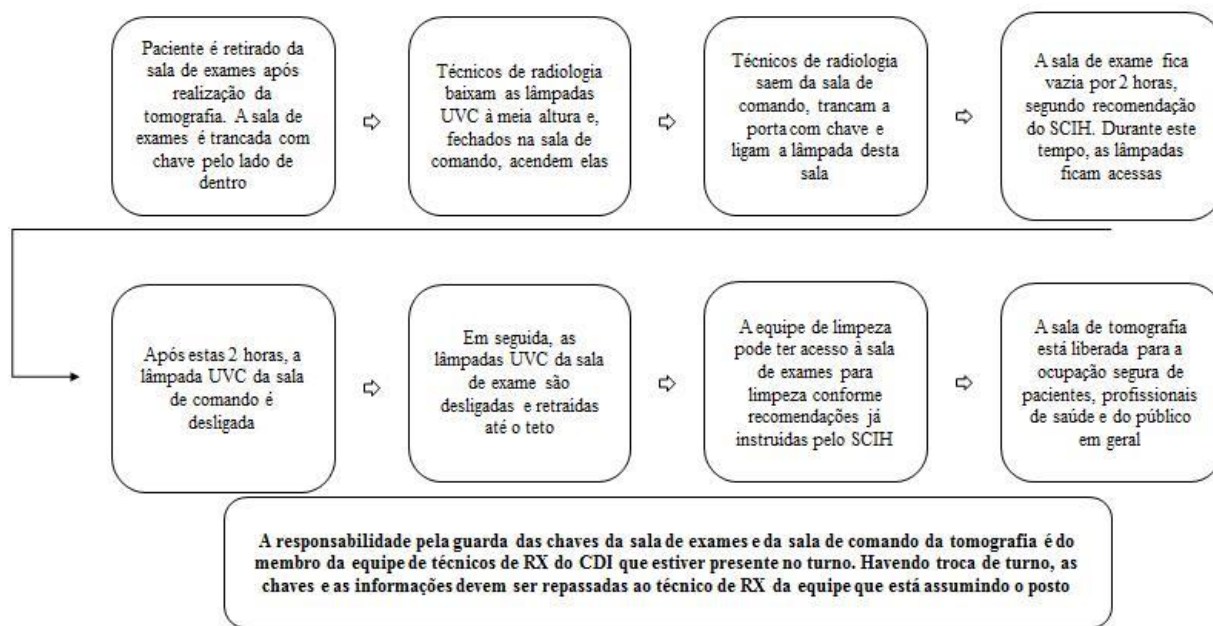 Paciente é retirado da
sala de exames após
realização da
tomografia. A sala de
exames é trancada com
chave pelo lado de
dentro
Técnicos de radiologia
baixam as lâmpadas
UVC à meia altura e,
fechados na sala de
comando, acendem elas
Técnicos de radiologia
saem da sala de
comando, trancam a
porta com chave e
ligam a lâmpada desta
sala
A sala de exame fica
vazia por 2 horas,
segundo recomendação
do SCIH. Durante este
tempo, as lâmpadas
ficam acessas
Após estas 2 horas, a
lâmpada UVC da sala
de comando é
desligada
Em seguida, as
lâmpadas UVC da sala
de exame são
desligadas e retraídas
até o teto
A equipe de limpeza
pode ter acesso à sala
de exames para
limpeza conforme
recomendações já
instruídas pelo SCIH
A sala de tomografia
está liberada para a
ocupação segura de
pacientes, profissionais
de saúde e do público
em geral
A responsabilidade pela guarda das chaves da sala de exames e da sala de comando da tomografia é do
membro da equipe de técnicos de RX do CDI que estiver presente no turno. Havendo troca de turno, as
chaves e as informações devem ser repassadas ao técnico de RX da equipe que está assumindo o posto